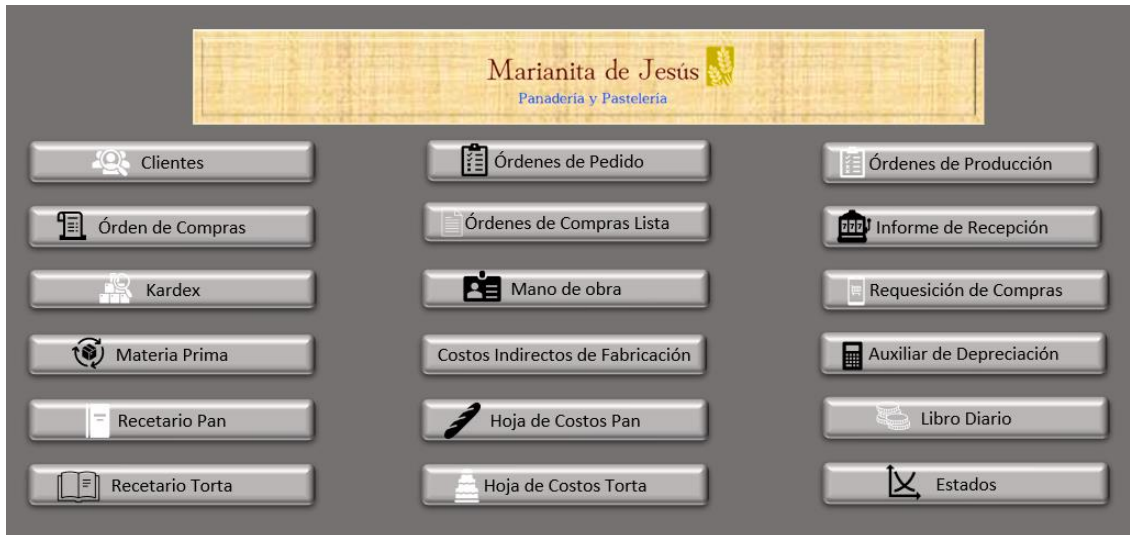 Marianita de Jesús
Panadería y Pastelería
Clientes
Órdenes de Pedido
Órdenes de Producción
Órden de Compras
Órdenes de Compras Lista
777
Informe de Recepción
Kardex
Mano de obra
Requesición de Compras
Materia Prima
Costos Indirectos de Fabricación
Auxiliar de Depreciación
Recetario Pan
Hoja de Costos Pan
Libro Diario
Recetario Torta
Hoja de Costos Torta
Estados